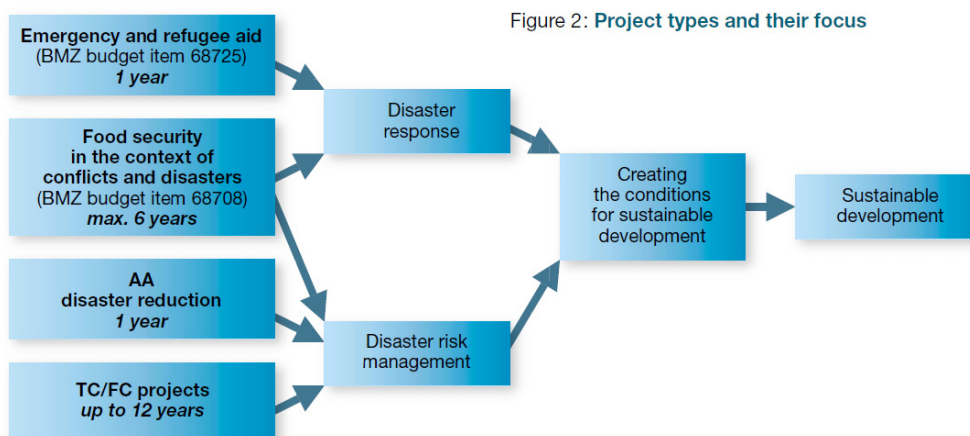 Figure 2: Project types and their focus
Emergency and refugee aid
(BMZ budget item 68725)
1 year
Food security
in the context of
conflicts and disasters
(BMZ budget item 68708)
max. 6 years
AA
disaster reduction
1 year
TC/FC projects
up to 12 years
Disaster
response
Disaster risk
management
Creating
the conditions
for sustainable
development
Sustainable
development